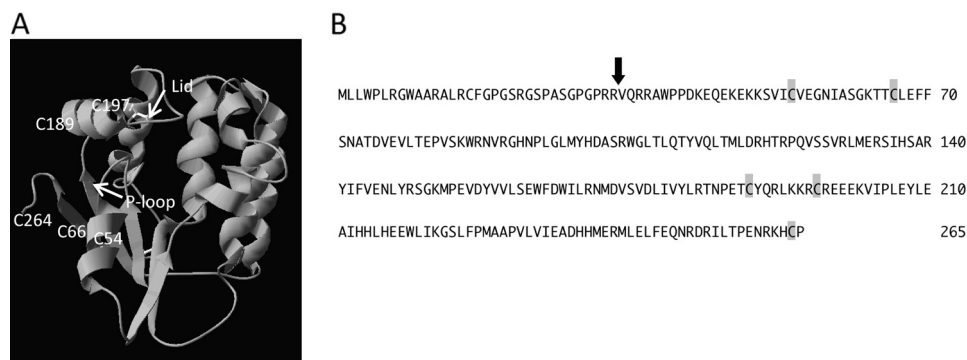 A
B
Lid
C197
C189
P-loop
C264
C66
C54
MLLWPLRGWAARALRCFGPGSRGSPASGPGPRRVQRRAWPPDKEQEKEKKSVICVEGNIASGKTTCLEFF 70
SNATDVEVLTEPVSKWRNVRGHNPLGLMYHDASRWGLTLQTYVQLTMLDRHTRPQVSSVRLMERSIHSAR 140
YIFVENLYRSGKMPEVDYVVLSEWFDWILRNMDVSVDLIVYLRTNPETCYQRLKKRCREEEKVIPLEYLE 210
AIHHLHEEWLIKGSLFPMAAPVLVIEADHHMERMLELFEQNRDRILTPENRKHCP 265